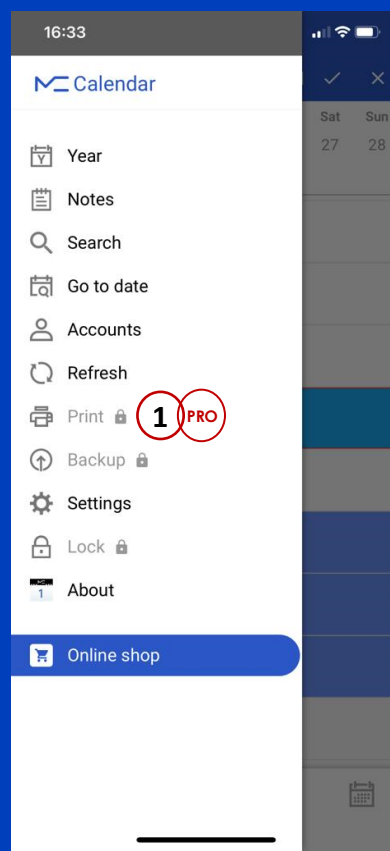 16:33
Calendar
Sat Sun
27 28
Year
Notes
Search
Go to date
Accounts
Refresh
Print 1 PRO
Backup
Settings
Lock
1 About
Online shop